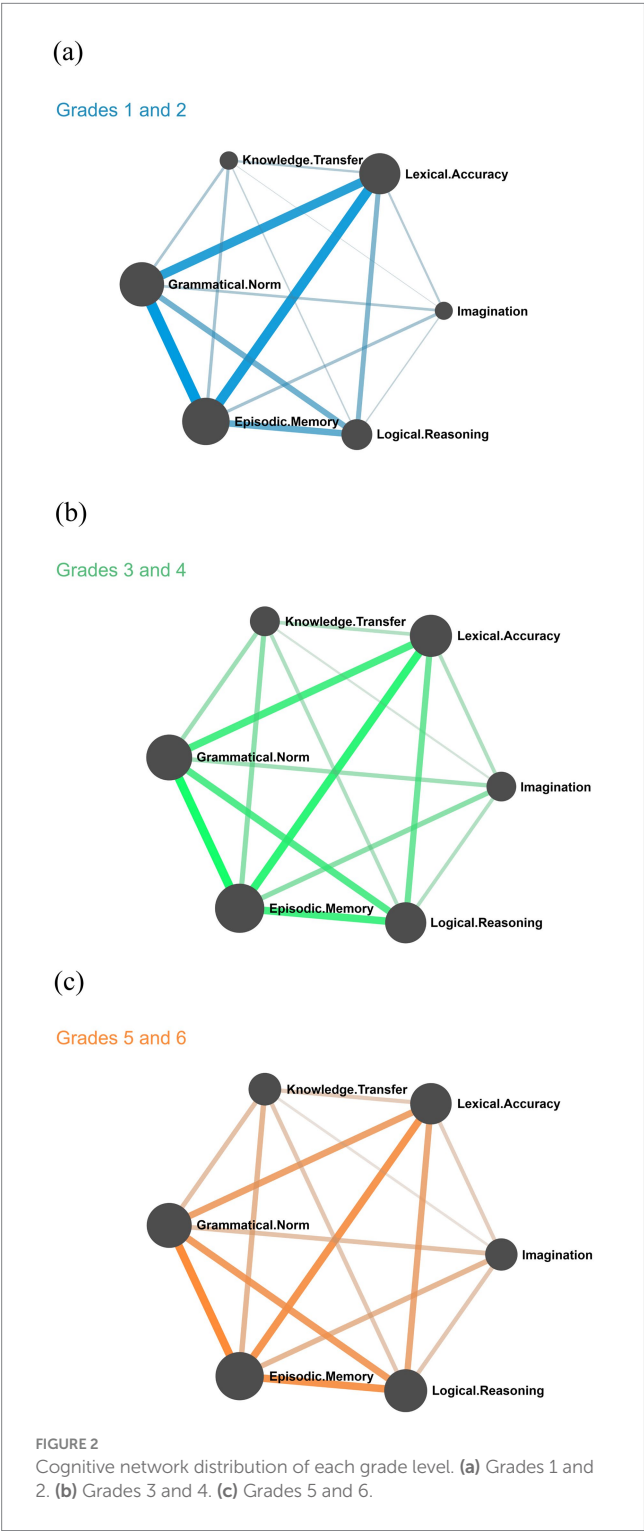 (a)
Grades 1 and 2
Knowledge.Transfer
Lexical.Accuracy
Grammatical.Norm
Imagination
Episodic.Memory
Logical.Reasoning
(b)
Grades 3 and 4
Knowledge.Transfer
Lexical.Accuracy
Grammatical.Norm
Imagination
Episodic.Memory
Logical.Reasoning
(c)
Grades 5 and 6
Knowledge.Transfer
Lexical.Accuracy
Grammatical.Norm
Imagination
Episodic.Memory
Logical.Reasoning
FIGURE 2
Cognitive network distribution of each grade level. (a) Grades 1 and
2. (b) Grades 3 and 4. (c) Grades 5 and 6.